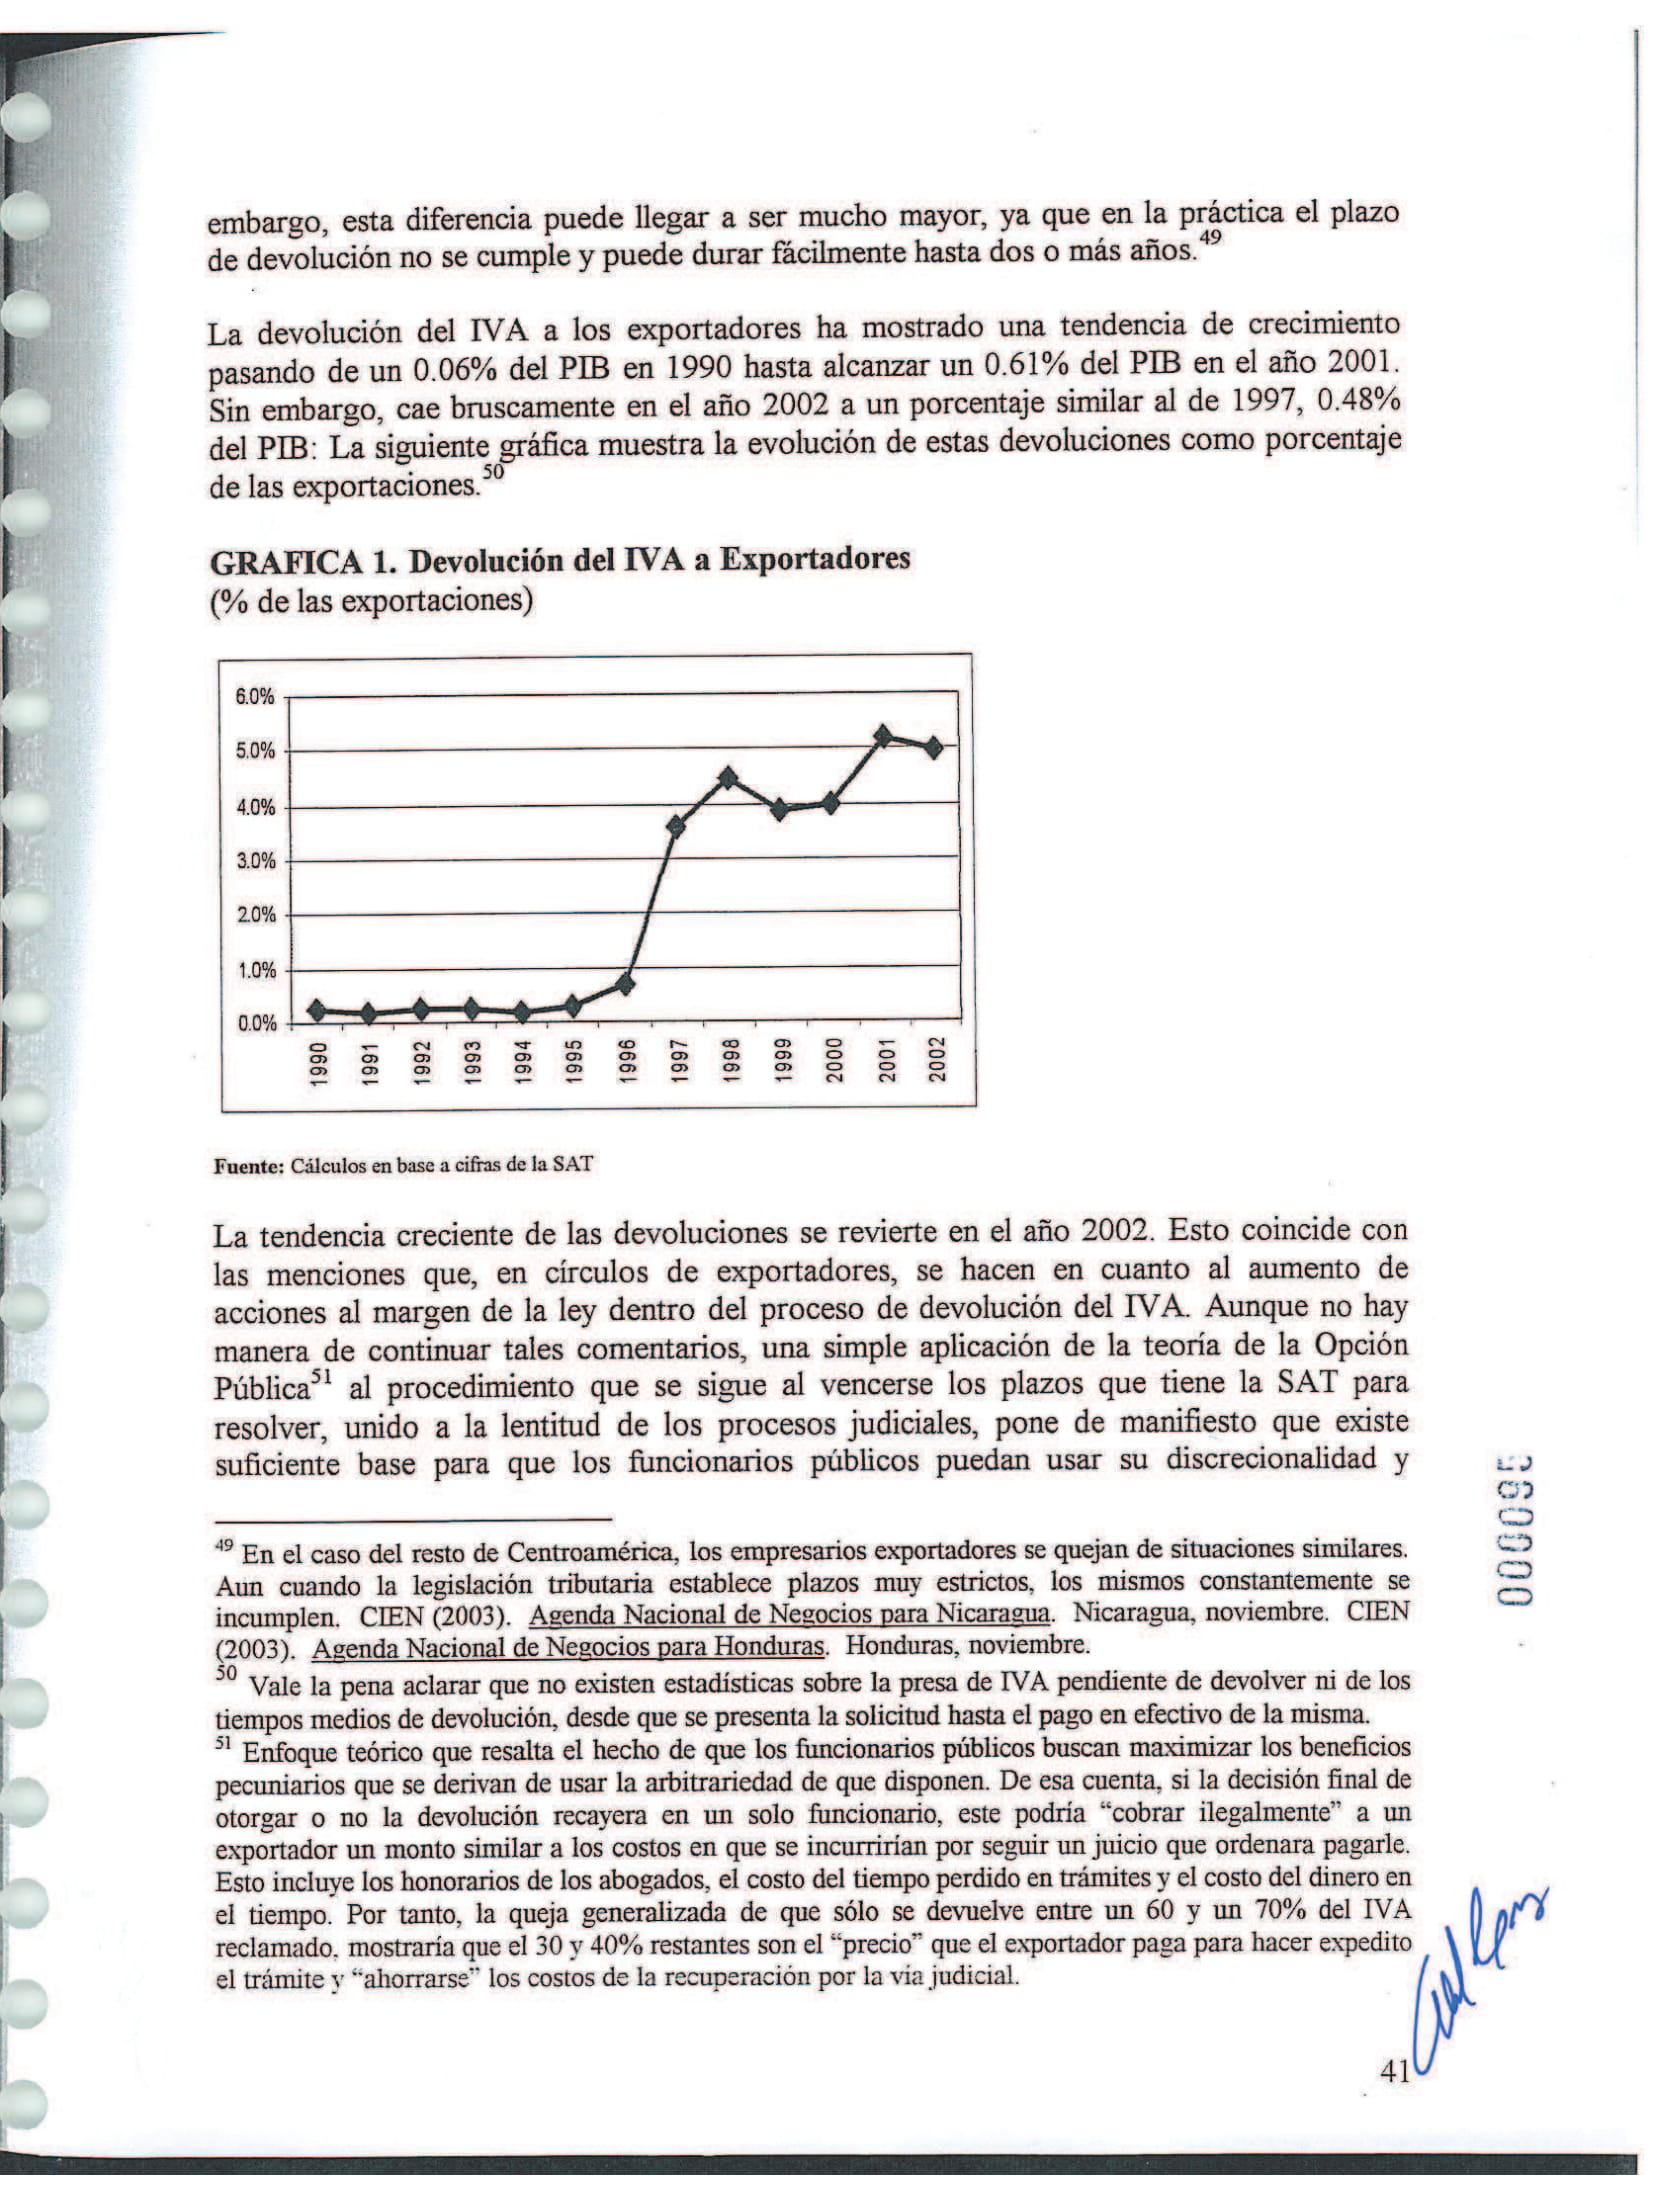 embargo, esta diferencia puede llegar a ser mucho mayor, ya que en la práctica el plazo
de devolución no se cumple y puede durar fácilmente hasta dos o más años.49
La devolución del IVA a los exportadores ha mostrado una tendencia de crecimiento
pasando de un 0.06% del PIB en 1990 hasta alcanzar un 0.61% del PIB en el año 2001.
Sin embargo, cae bruscamente en el año 2002 a un porcentaje similar al de 1997, 0.48%
del PIB: La siguiente gráfica muestra la evolución de estas devoluciones como porcentaje
de las exportaciones.50
GRAFICA 1. Devolución del IVA a Exportadores
(% de las exportaciones)
6.0%
5.0%
4.0%
3.0%
2.0%
1.0%
0.0%
1990 1991 1992 1993 1994 1995 1996 1997 1998 1999 2000 2001 2002
Fuente: Cálculos en base a cifras de la SAT
La tendencia creciente de las devoluciones se revierte en el año 2002. Esto coincide con
las menciones que, en círculos de exportadores, se hacen en cuanto al aumento de
acciones al margen de la ley dentro del proceso de devolución del IVA. Aunque no hay
manera de continuar tales comentarios, una simple aplicación de la teoría de la Opción
Pública51 al procedimiento que se sigue al vencerse los plazos que tiene la SAT para
resolver, unido a la lentitud de los procesos judiciales, pone de manifiesto que existe
suficiente base para que los funcionarios públicos puedan usar su discrecionalidad y
49 En el caso del resto de Centroamérica, los empresarios exportadores se quejan de situaciones similares.
Aun cuando la legislación tributaria establece plazos muy estrictos, los mismos constantemente se
incumplen. CIEN (2003). Agenda Nacional de Negocios para Nicaragua. Nicaragua, noviembre. CIEN
(2003). Agenda Nacional de Negocios para Honduras. Honduras, noviembre.
50 Vale la pena aclarar que no existen estadísticas sobre la presa de IVA pendiente de devolver ni de los
tiempos medios de devolución, desde que se presenta la solicitud hasta el pago en efectivo de la misma.
51 Enfoque teórico que resalta el hecho de que los funcionarios públicos buscan maximizar los beneficios
pecuniarios que se derivan de usar la arbitrariedad de que disponen. De esa cuenta, si la decisión final de
otorgar o no la devolución recayera en un solo funcionario, este podría “cobrar ilegalmente” a un
exportador un monto similar a los costos en que se incurrirían por seguir un juicio que ordenara pagarle.
Esto incluye los honorarios de los abogados, el costo del tiempo perdido en trámites y el costo del dinero en
el tiempo. Por tanto, la queja generalizada de que sólo se devuelve entre un 60 y un 70% del IVA
reclamado, mostraría que el 30 y 40% restantes son el “precio” que el exportador paga para hacer expedito
el trámite y “ahorrarse” los costos de la recuperación por la vía judicial.
41